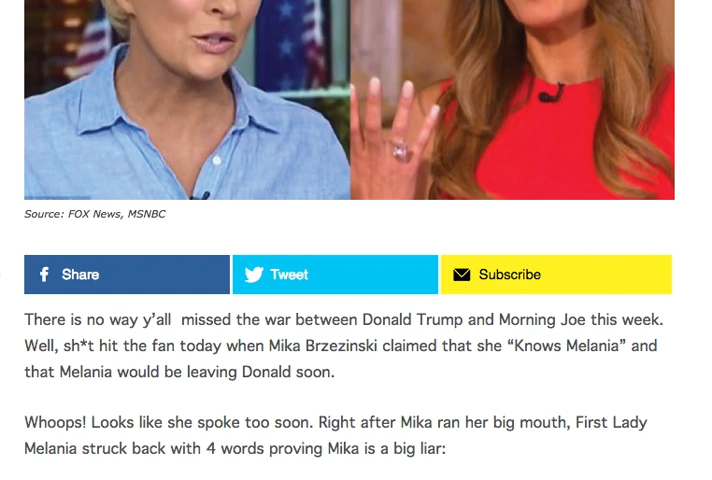 Source: FOX News, MSNBC
Share Tweet Subscribe
There is no way y’all  missed the war between Donald Trump and Morning Joe this week.
Well, sh*t hit the fan today when Mika Brzezinski claimed that she “Knows Melania” and
that Melania would be leaving Donald soon.
Whoops! Looks like she spoke too soon. Right after Mika ran her big mouth, First Lady
Melania struck back with 4 words proving Mika is a big liar: